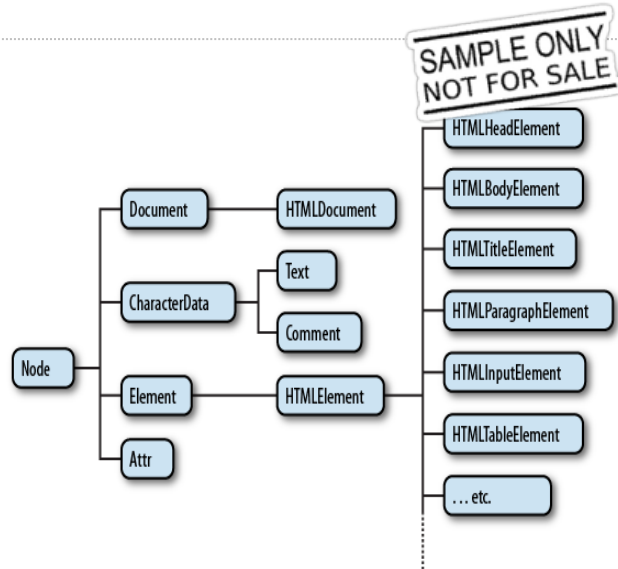 SAMPLE ONLY
NOT FOR SALE
HTMLHeadElement
HTMLBodyElement
Document
HTMLDocument
HTMLTitleElement
Text
CharacterData
HTMLParagraphElement
Comment
Node
HTMLInputElement
Element
HTMLElement
HTMLTableElement
Attr
... etc.